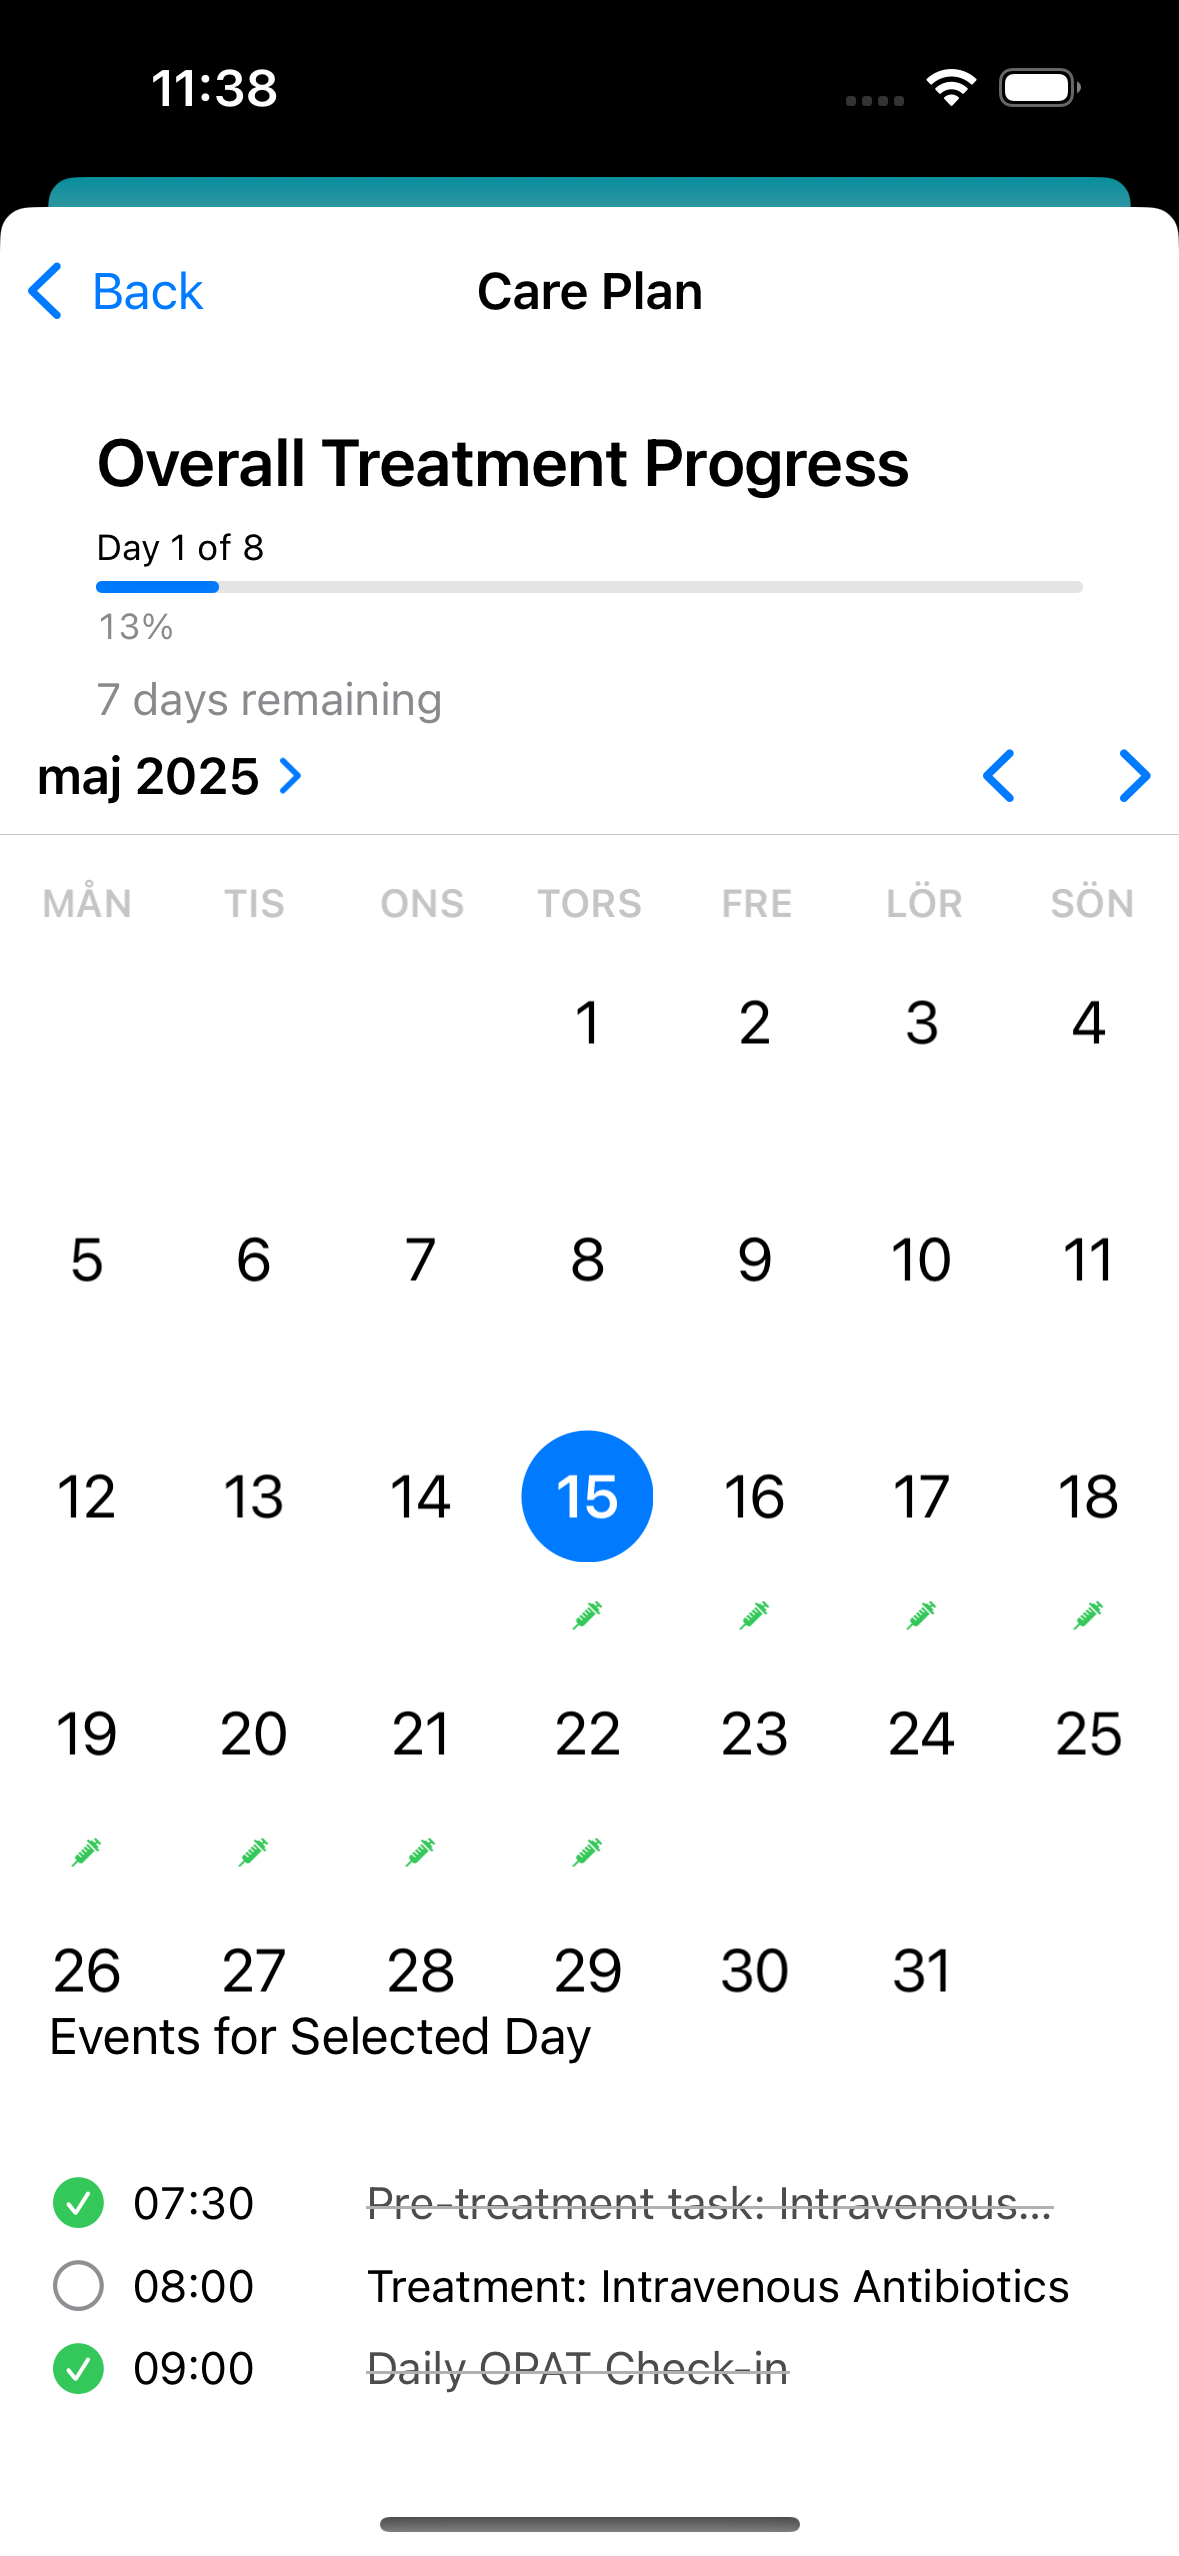 11:38
Back
Care Plan
Overall Treatment Progress
Day 1 of 8
13%
7 days remaining
maj 2025
MÅN TIS ONS TORS FRE LÖR SÖN
1 2 3 4
5 6 7 8 9 10 11
12 13 14 15 16 17 18
19 20 21 22 23 24 25
26 27 28 29 30 31
Events for Selected Day
07:30 Pre-treatment task: Intravenous...
08:00 Treatment: Intravenous Antibiotics
09:00 Daily OPAT Check-in